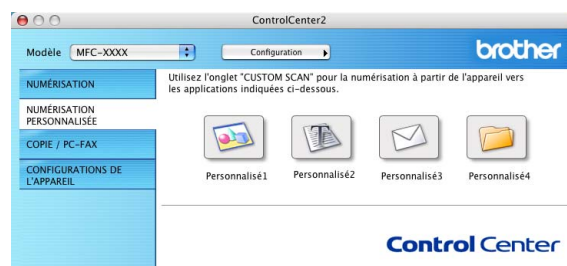 ControlCenter2
Modèle MFC-XXXX Configuration brother
NUMÉRISATION
NUMÉRISATION
PERSONNALISÉE
COPIE / PC-FAX
CONFIGURATIONS DE
L'APPAREIL
Utilisez l'onglet "CUSTOM SCAN" pour la numérisation à partir de l'appareil vers
les applications indiquées ci-dessous.
Personnalisé1 Personnalisé2 Personnalisé3 Personnalisé4
Control Center